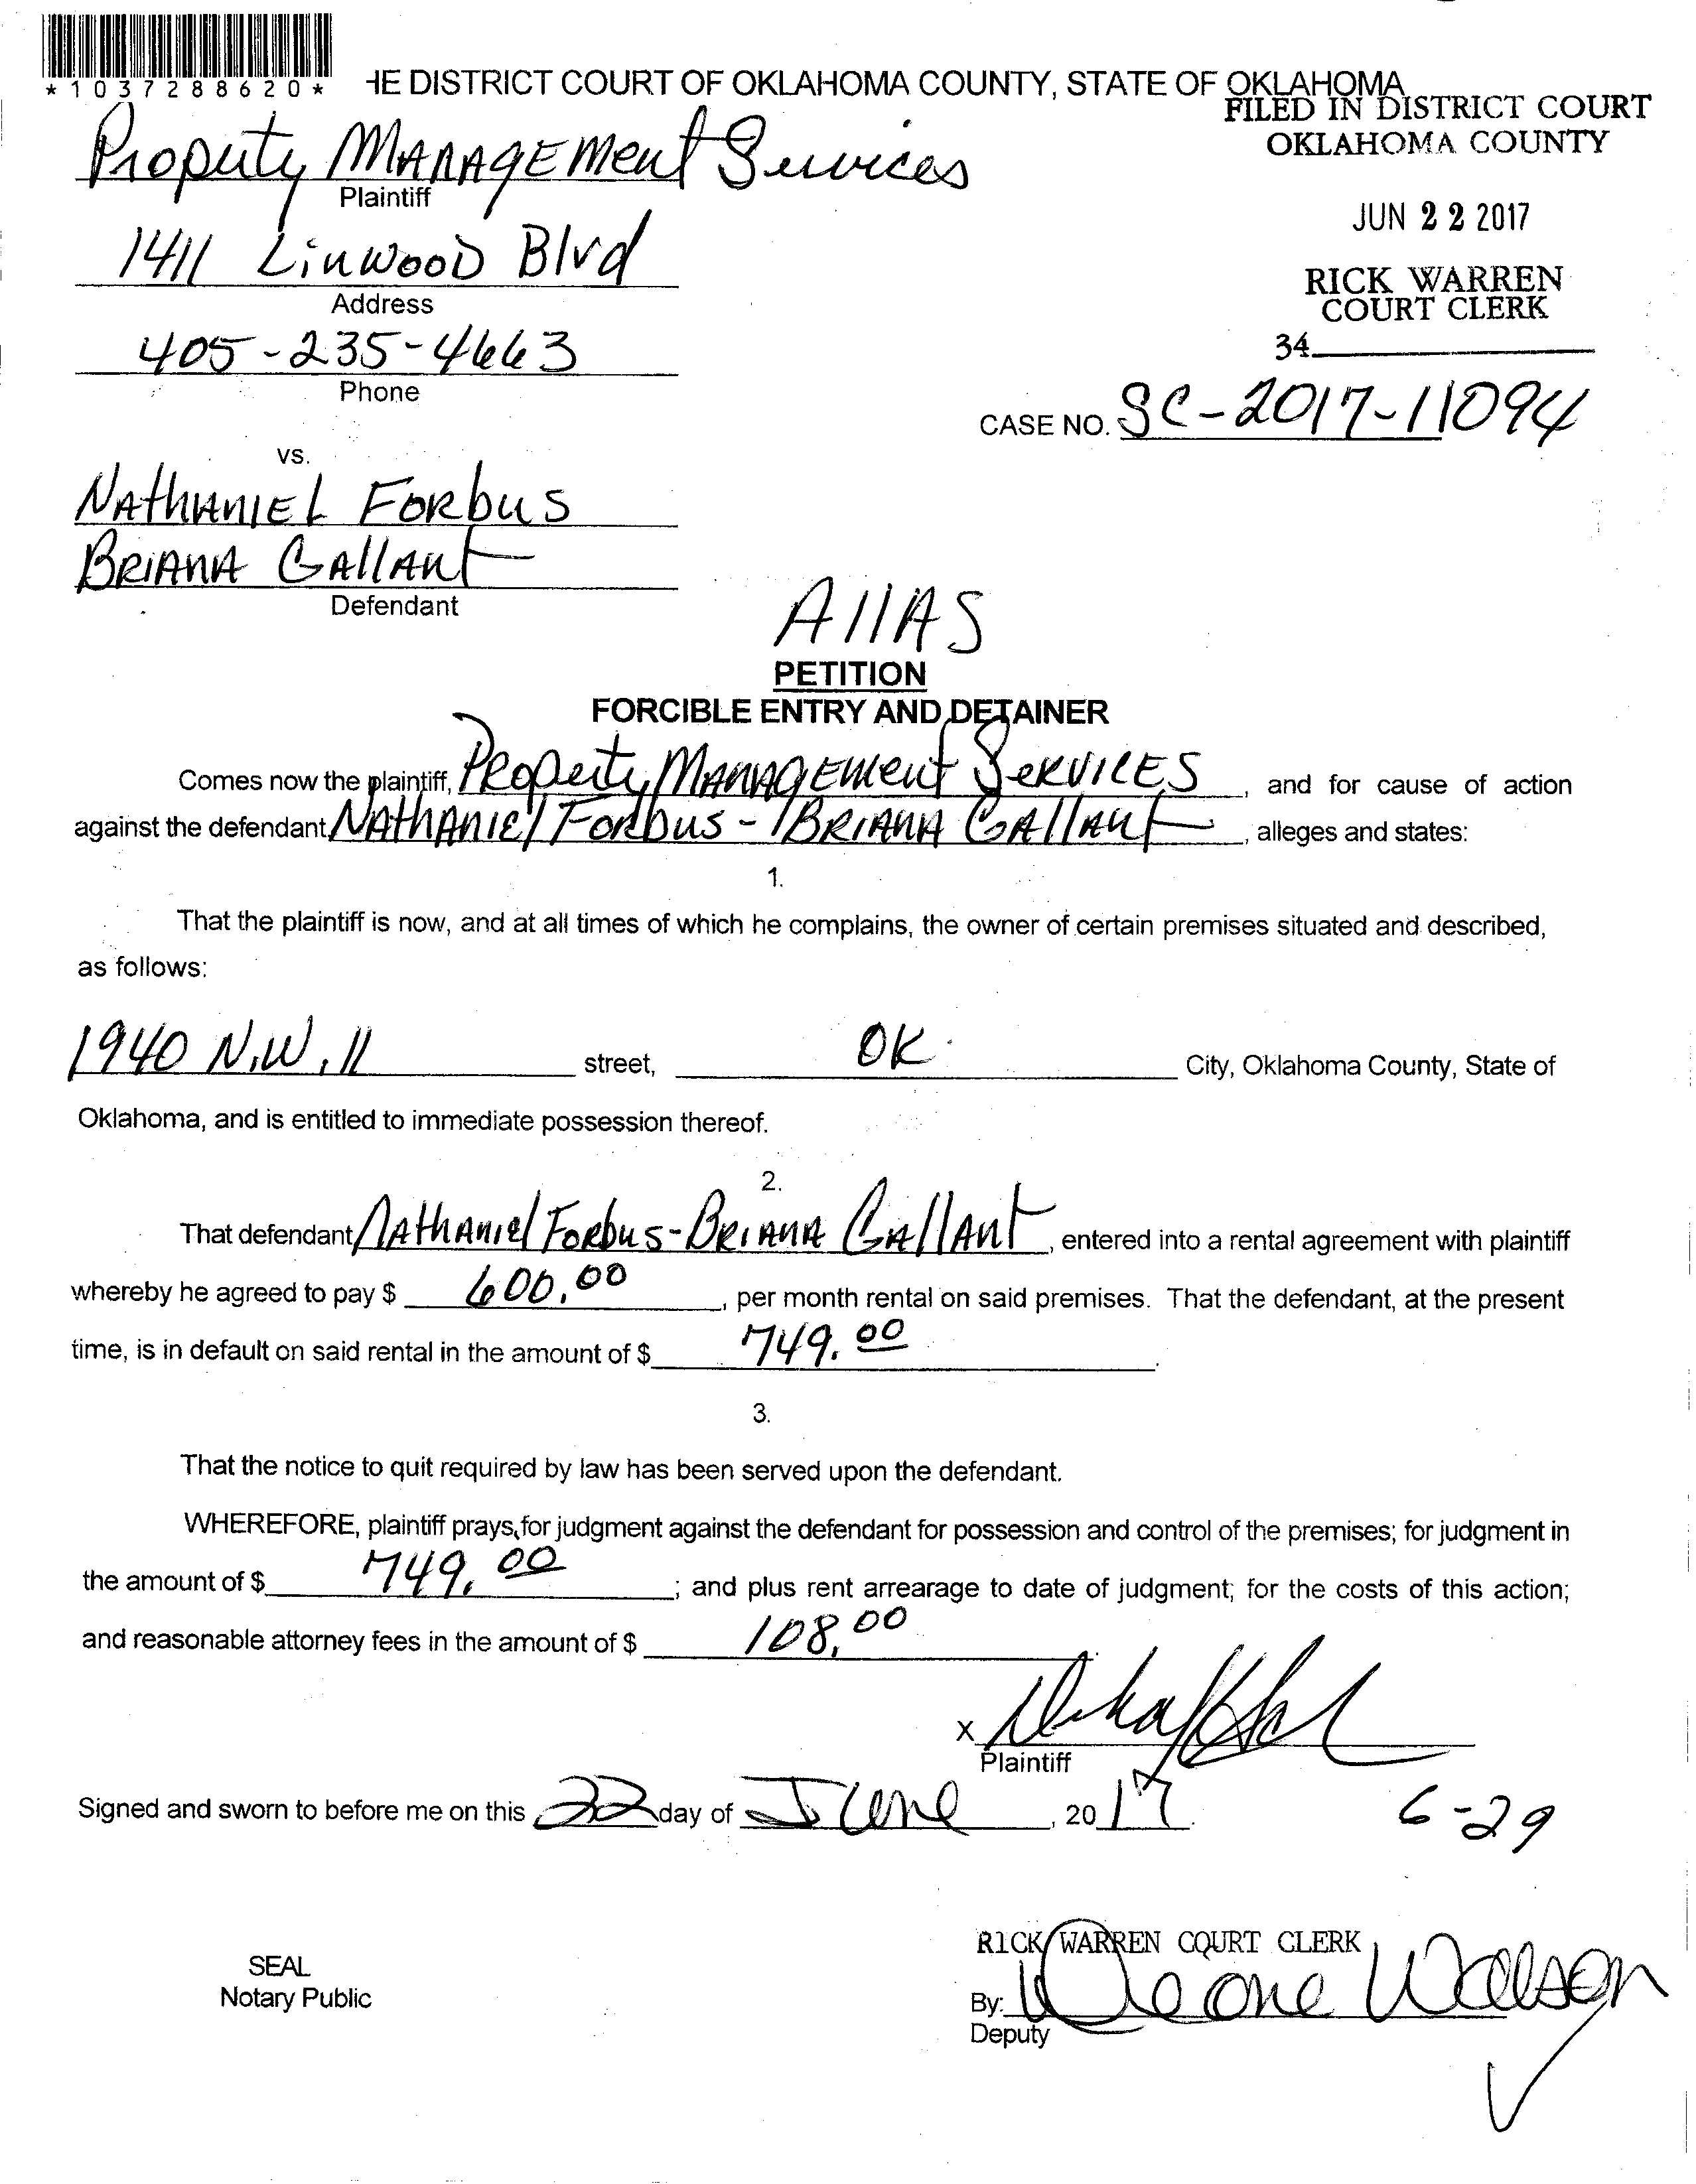 *1037288620*
HE DISTRICT COURT OF OKLAHOMA COUNTY, STATE OF OKLAHOMA
FILED IN DISTRICT COURT
OKLAHOMA COUNTY
Property Management Services
Plaintiff
JUN 22 2017
1411 Linwood Blvd
Address
RICK WARREN
COURT CLERK
405-235-4663
Phone
34
CASE NO. SC-2017-11094
vs.
Nathaniel Forbus
Briana Gallant
Defendant
Alias
PETITION
FORCIBLE ENTRY AND DETAINER
Comes now the plaintiff, Property Management Services, and for cause of action
against the defendant Nathaniel Forbus - Briana Gallant, alleges and states:
1.
That the plaintiff is now, and at all times of which he complains, the owner of certain premises situated and described,
as follows:
1940 N.W. 11 street, OK City, Oklahoma County, State of
Oklahoma, and is entitled to immediate possession thereof.
2.
That defendant Nathaniel Forbus-Briana Gallant, entered into a rental agreement with plaintiff
whereby he agreed to pay $ 600.00, per month rental on said premises. That the defendant, at the present
time, is in default on said rental in the amount of $ 749.00.
3.
That the notice to quit required by law has been served upon the defendant.
WHEREFORE, plaintiff prays for judgment against the defendant for possession and control of the premises; for judgment in
the amount of $ 749.00; and plus rent arrearage to date of judgment; for the costs of this action;
and reasonable attorney fees in the amount of $ 108.00.
X
Plaintiff
Signed and sworn to before me on this 22 day of June, 2017.
6-29
RICK WARREN COURT CLERK
SEAL
Notary Public
By:
Deputy